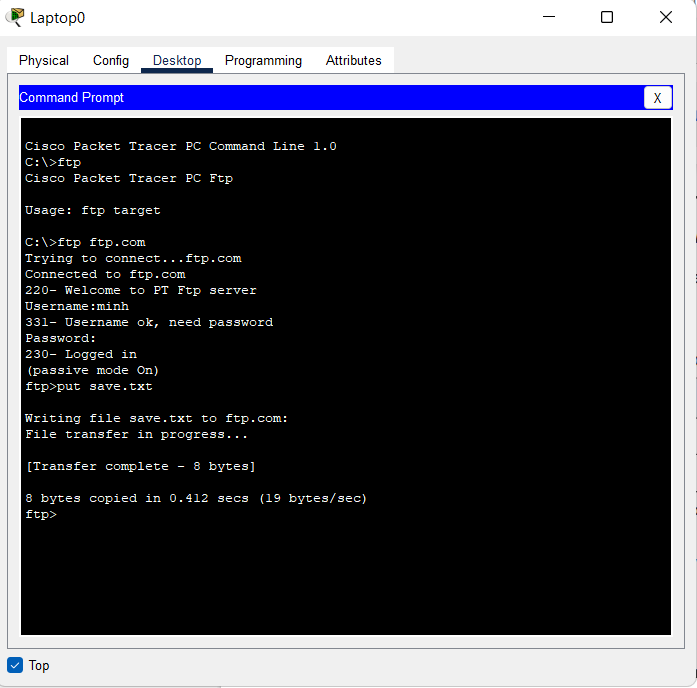 Laptop0
Physical Config Desktop Programming Attributes
Command Prompt
X
Cisco Packet Tracer PC Command Line 1.0
C:\>ftp
Cisco Packet Tracer PC Ftp
Usage: ftp target
C:\>ftp ftp.com
Trying to connect...ftp.com
Connected to ftp.com
220- Welcome to PT Ftp server
Username:minh
331- Username ok, need password
Password:
230- Logged in
(passive mode On)
ftp>put save.txt
Writing file save.txt to ftp.com:
File transfer in progress...
[Transfer complete - 8 bytes]
8 bytes copied in 0.412 secs (19 bytes/sec)
ftp>
Top